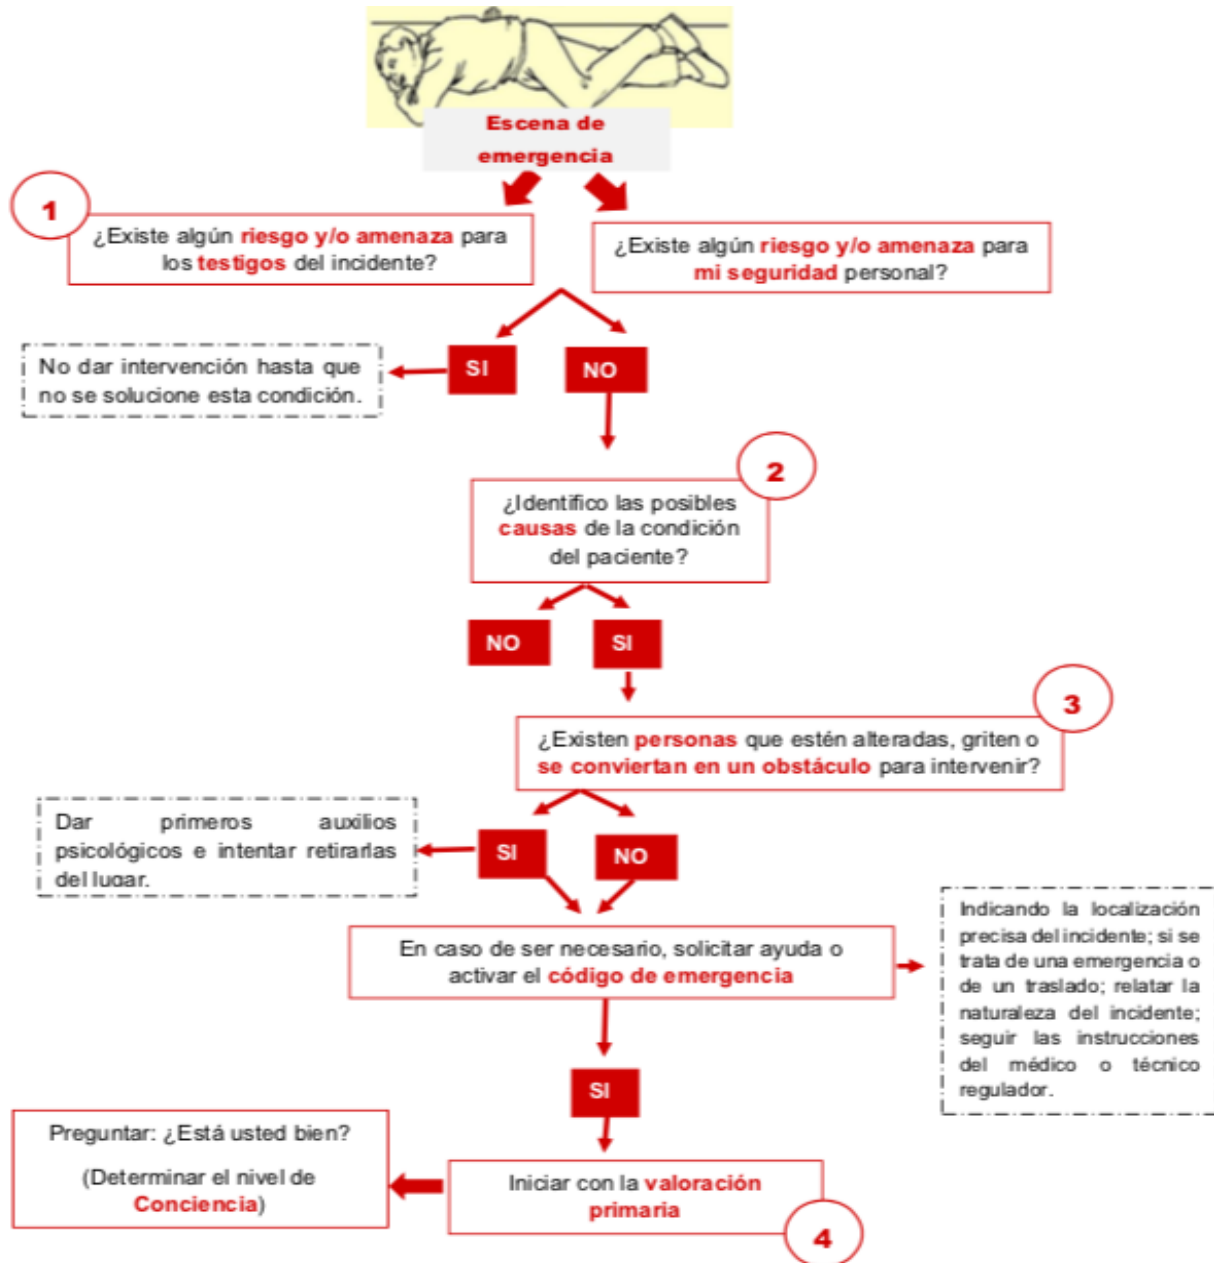 Escena de
emergencia
1
¿Existe algún riesgo y/o amenaza para
los testigos del incidente?
¿Existe algún riesgo y/o amenaza para
mi seguridad personal?
SI
NO
No dar intervención hasta que
no se solucione esta condición.
2
¿Identifico las posibles
causas de la condición
del paciente?
NO
SI
3
¿Existen personas que estén alteradas, griten o
se conviertan en un obstáculo para intervenir?
Dar primeros auxilios
psicológicos e intentar retirarlas
del lugar.
SI
NO
En caso de ser necesario, solicitar ayuda o
activar el código de emergencia
Indicando la localización
precisa del incidente; si se
trata de una emergencia o
de un traslado; relatar la
naturaleza del incidente;
seguir las instrucciones
del médico o técnico
regulador.
SI
Preguntar: ¿Está usted bien?
(Determinar el nivel de
Conciencia)
Iniciar con la valoración
primaria
4